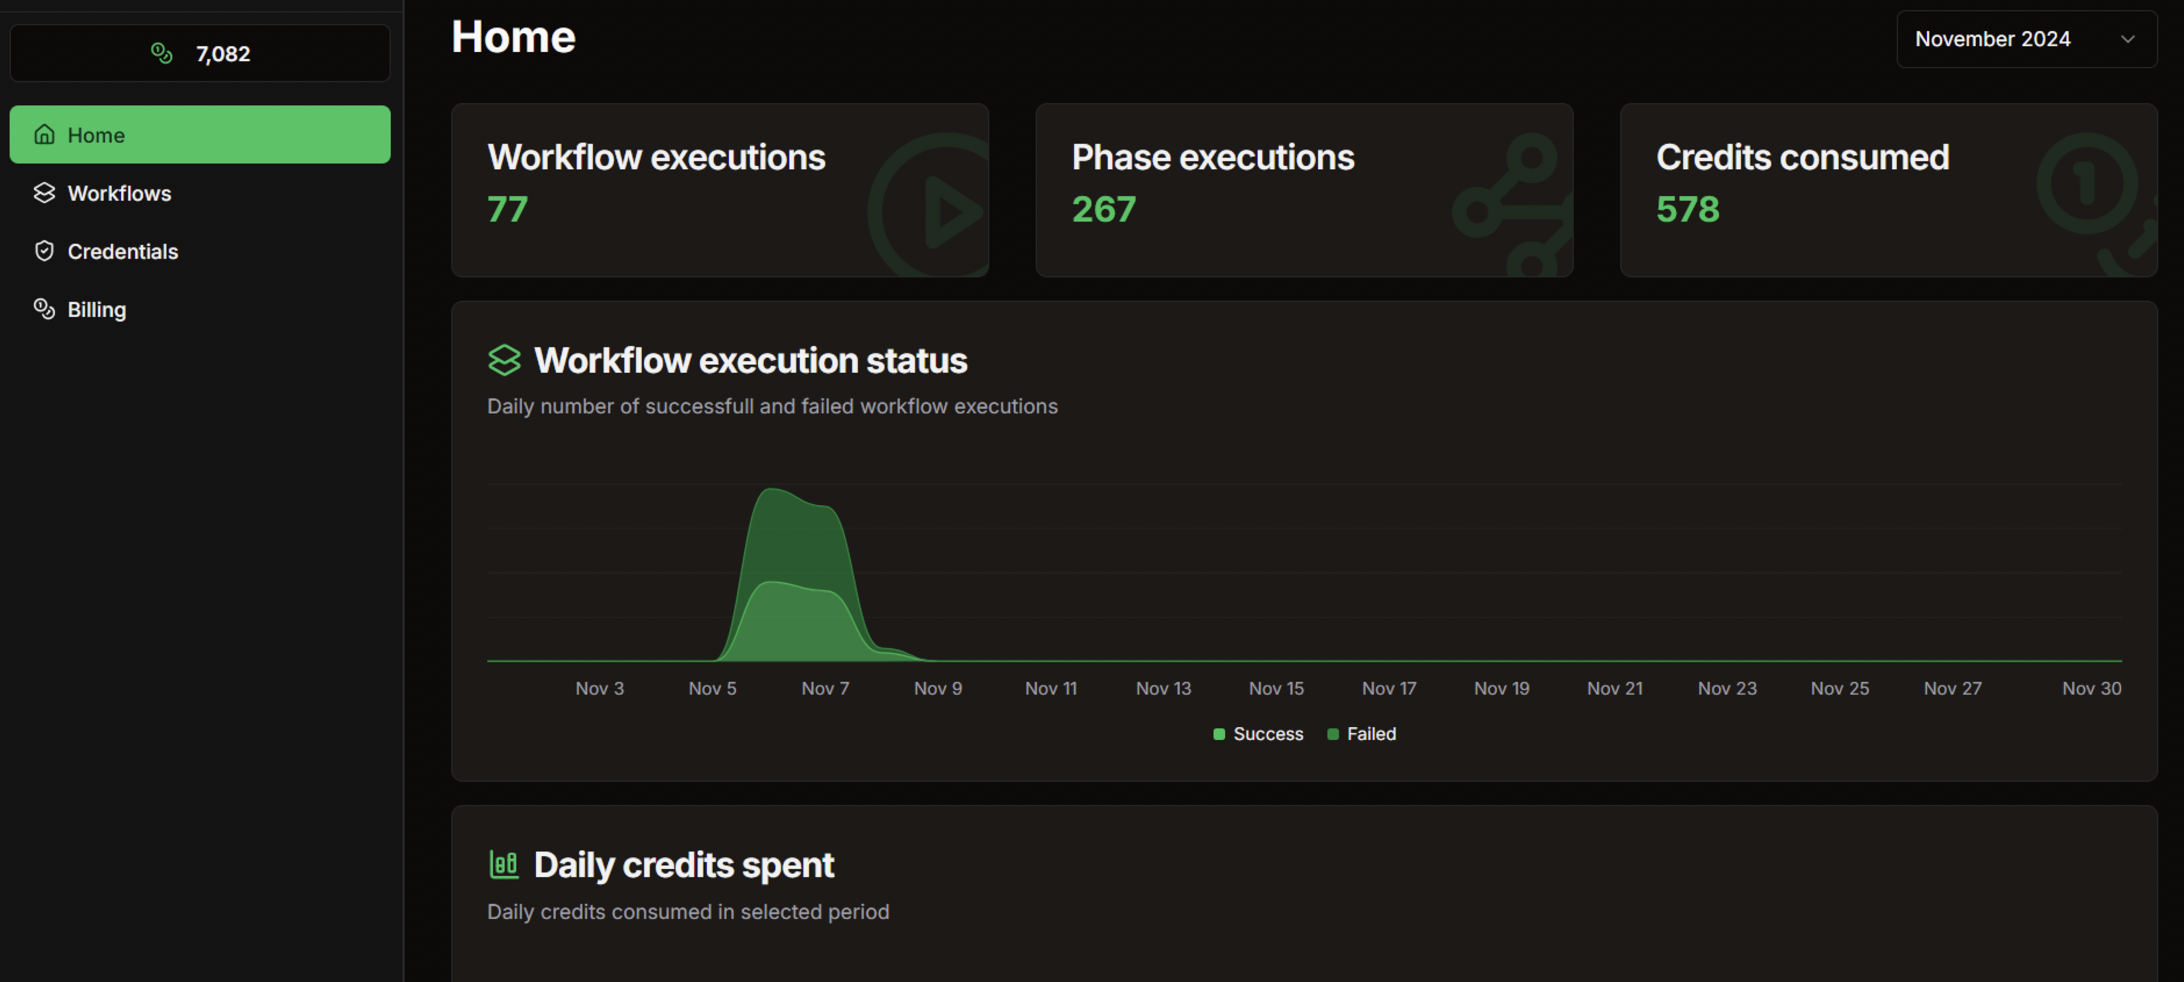 7,082
Home
Workflows
Credentials
Billing
Home
November 2024
Workflow executions
77
Phase executions
267
Credits consumed
578
Workflow execution status
Daily number of successfull and failed workflow executions
Nov 3 Nov 5 Nov 7 Nov 9 Nov 11 Nov 13 Nov 15 Nov 17 Nov 19 Nov 21 Nov 23 Nov 25 Nov 27 Nov 30
Success Failed
Daily credits spent
Daily credits consumed in selected period